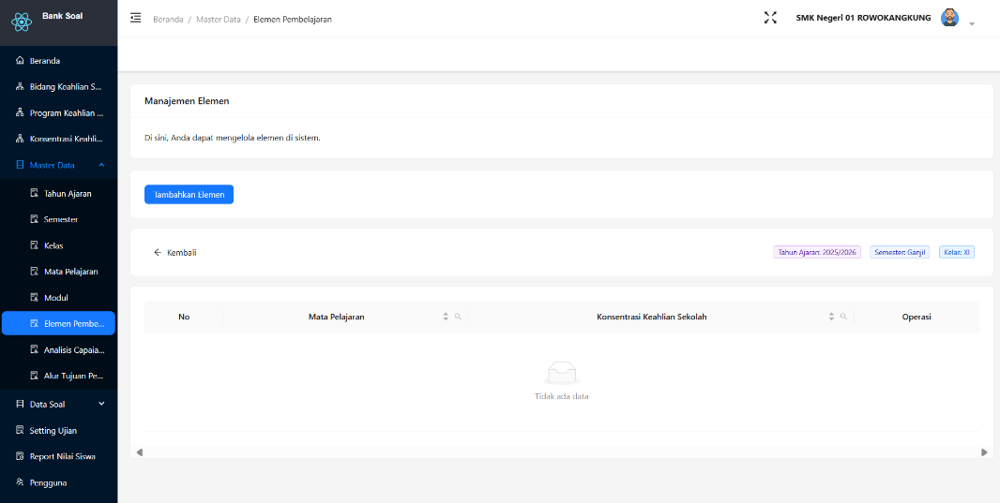 Bank Soal
Beranda / Master Data / Elemen Pembelajaran
SMK Negeri 01 ROWOKANGKUNG
Beranda
Bidang Keahlian S...
Program Keahlian ...
Konsentrasi Keahli...
Master Data
Tahun Ajaran
Semester
Kelas
Mata Pelajaran
Modul
Elemen Pembe...
Analisis Capaia...
Alur Tujuan Pe...
Data Soal
Setting Ujian
Report Nilai Siswa
Pengguna
Manajemen Elemen
Di sini, Anda dapat mengelola elemen di sistem.
Tambahkan Elemen
Kembali
Tahun Ajaran: 2025/2026 Semester: Ganjil Kelas: XI
No Mata Pelajaran Konsentrasi Keahlian Sekolah Operasi
Tidak ada data